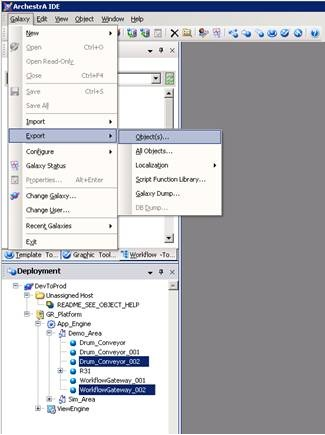 ArchestrA IDE
Galaxy Edit View Object Window Help
New
Open Ctrl+O
Open Read-Only
Close Ctrl+F4
Save Ctrl+S
Save All
Import
Export
Object(s)...
All Objects...
Configure
Localization
Galaxy Status
Script Function Library...
Properties... Alt+Enter
Galaxy Dump...
Change Galaxy...
DB Dump...
Change User...
Recent Galaxies
Exit
Template To... Graphic Tool... Workflow -To...
Deployment
DevToProd
Unassigned Host
README_SEE_OBJECT_HELP
GR_Platform
App_Engine
Demo_Area
Drum_Conveyor
Drum_Conveyor_001
Drum_Conveyor_002
R31
WorkflowGateway_001
WorkflowGateway_002
Sim_Area
ViewEngine